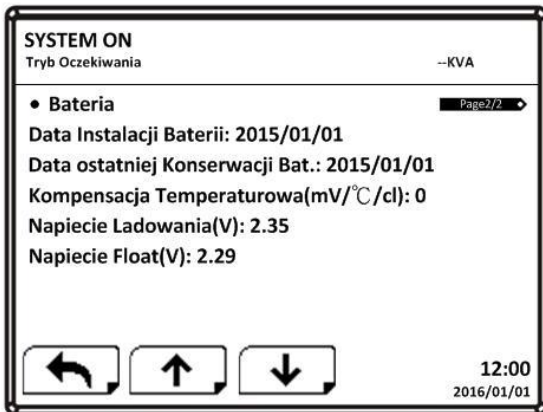 SYSTEM ON
Tryb Oczekiwania
--KVA
• Bateria
Page2/2
Data Instalacji Baterii: 2015/01/01
Data ostatniej Konserwacji Bat.: 2015/01/01
Kompensacja Temperaturowa(mV/℃/cl): 0
Napiecie Ladowania(V): 2.35
Napiecie Float(V): 2.29
12:00
2016/01/01